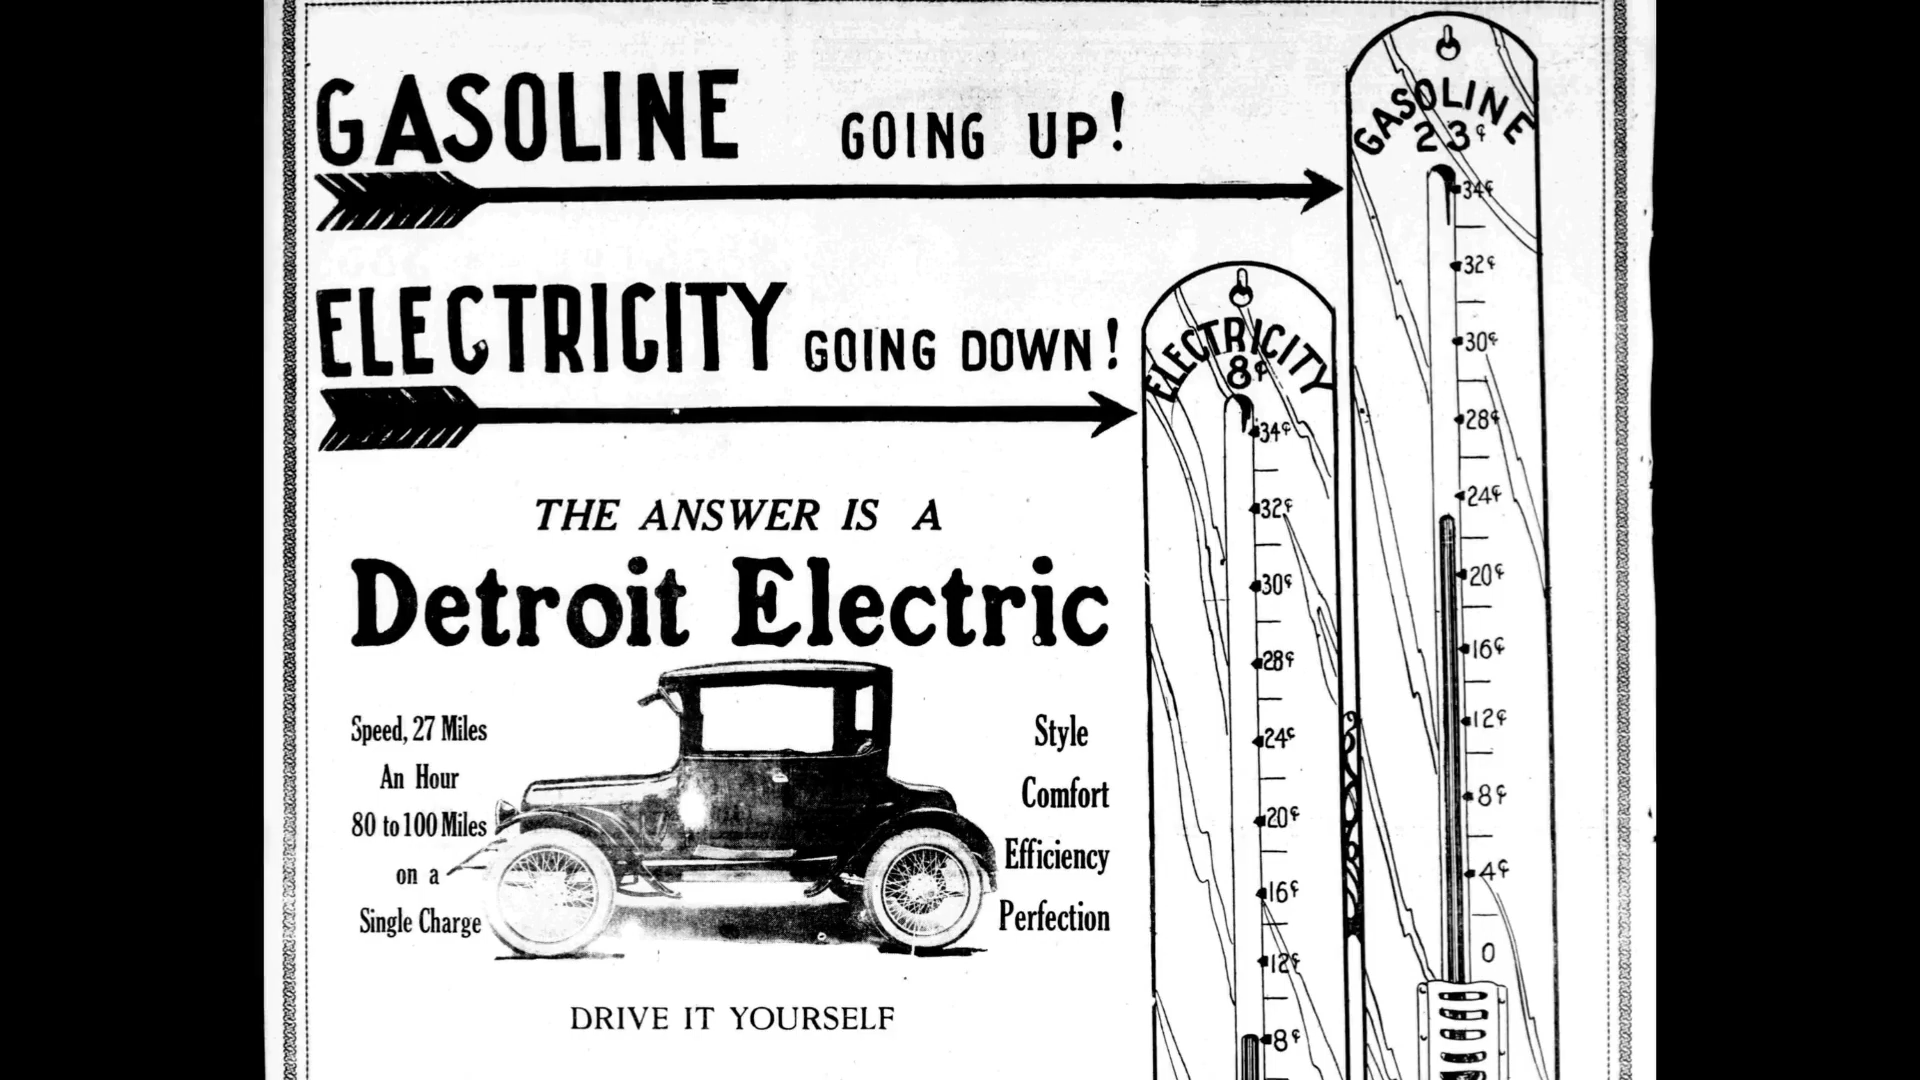 GASOLINE GOING UP!
ELECTRICITY GOING DOWN!
THE ANSWER IS A
Detroit Electric
Speed, 27 Miles
An Hour
80 to 100 Miles
on a
Single Charge
Style
Comfort
Efficiency
Perfection
DRIVE IT YOURSELF
ELECTRICITY
8¢
34¢
32¢
30¢
28¢
24¢
20¢
16¢
12¢
8¢
GASOLINE
23¢
34¢
32¢
30¢
28¢
24¢
20¢
16¢
12¢
8¢
4¢
0